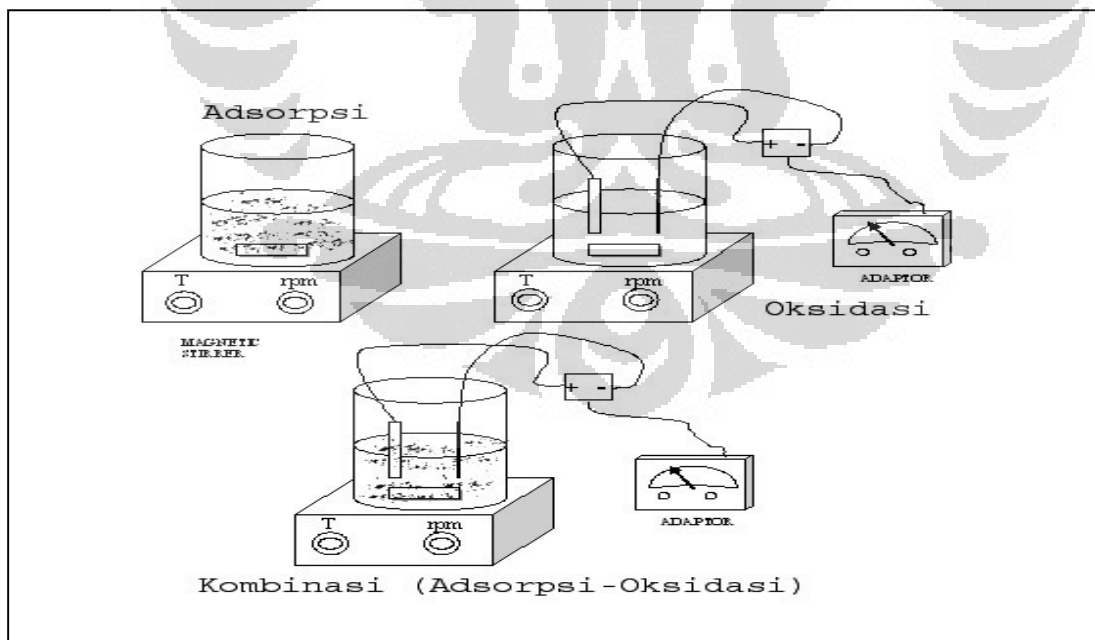 Adsorpsi
+ -
T rpm
T rpm
ADAPTOR
Oksidasi
MAGNETIC
STIRRER
+ -
T rpm
ADAPTOR
Kombinasi (Adsorpsi-Oksidasi)